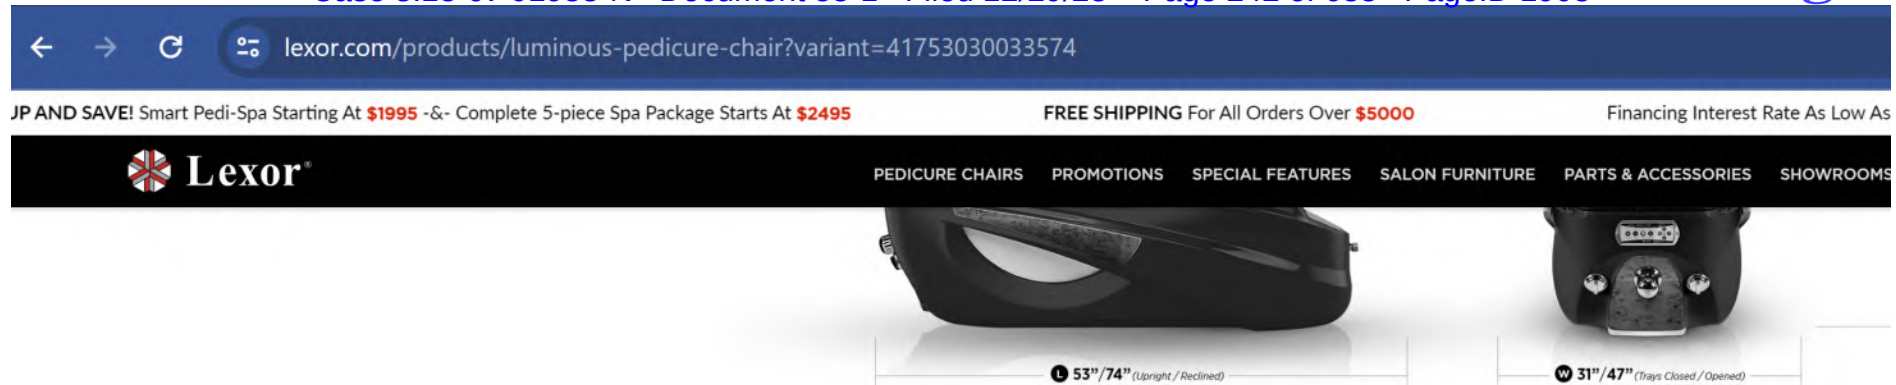 lexor.com/products/luminous-pedicure-chair?variant=41753030033574
UP AND SAVE! Smart Pedi-Spa Starting At $1995 -&- Complete 5-piece Spa Package Starts At $2495 FREE SHIPPING For All Orders Over $5000 Financing Interest Rate As Low As
Lexor® PEDICURE CHAIRS PROMOTIONS SPECIAL FEATURES SALON FURNITURE PARTS & ACCESSORIES SHOWROOMS
L 53"/74" (Upright / Reclined) W 31"/47" (Trays Closed / Opened)